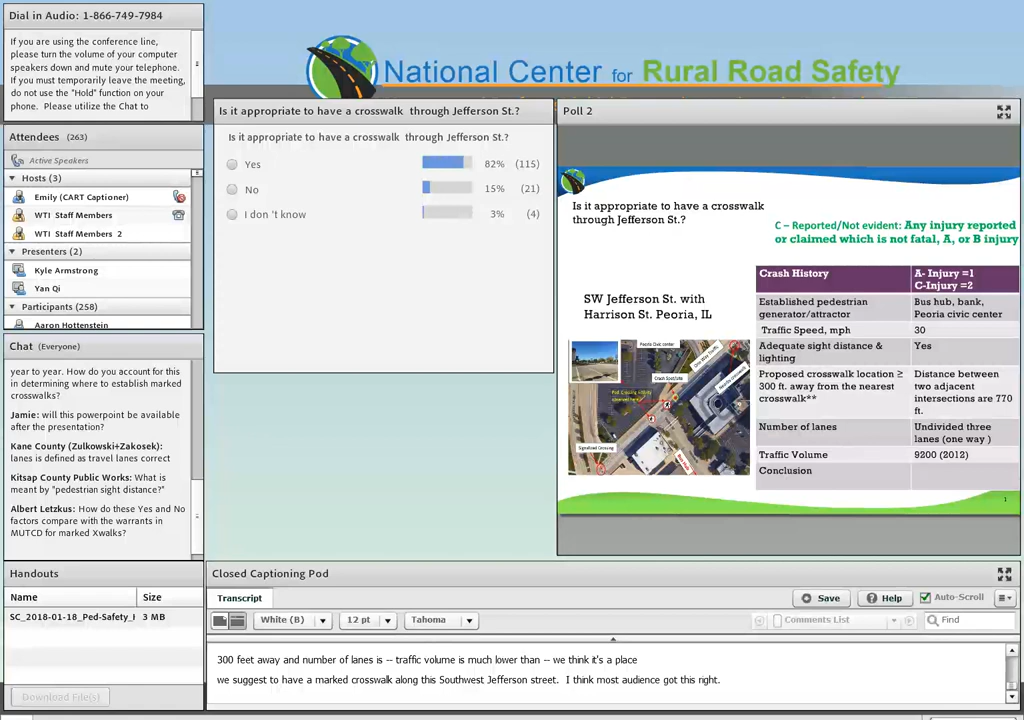 Dial in Audio: 1-866-749-7984
If you are using the conference line,
please turn the volume of your computer
speakers down and mute your telephone.
If you must temporarily leave the meeting,
do not use the "Hold" function on your
phone. Please utilize the Chat to
National Center for Rural Road Safety
Attendees (263)
Active Speakers
Hosts (3)
Emily (CART Captioner)
WTI Staff Members
WTI Staff Members 2
Presenters (2)
Kyle Armstrong
Yan Qi
Participants (258)
Aaron Hottenstein
Chat (Everyone)
year to year. How do you account for this
in determining where to establish marked
crosswalks?
Jamie: will this powerpoint be available
after the presentation?
Kane County (Zulkowski+Zakosek):
lanes is defined as travel lanes correct
Kitsap County Public Works: What is
meant by "pedestrian sight distance?"
Albert Letzkus: How do these Yes and No
factors compare with the warrants in
MUTCD for marked Xwalks?
Handouts
Name Size
SC_2018-01-18_Ped-Safety_I 3 MB
Download File(s)
Is it appropriate to have a crosswalk through Jefferson St.?
Is it appropriate to have a crosswalk through Jefferson St.?
Yes 82% (115)
No 15% (21)
I don 't know 3% (4)
Poll 2
Is it appropriate to have a crosswalk
through Jefferson St.?
C – Reported/Not evident: Any injury reported
or claimed which is not fatal, A, or B injury
SW Jefferson St. with
Harrison St. Peoria, IL
Peoria Civic center
One Way Traffic
Crash Spot/site
Signalized Crossing
Bus Hub
Crash History A- Injury =1
C-Injury =2
Established pedestrian Bus hub, bank,
generator/attractor Peoria civic center
Traffic Speed, mph 30
Adequate sight distance & Yes
lighting
Proposed crosswalk location ≥ Distance between
300 ft. away from the nearest two adjacent
crosswalk** intersections are 770
ft.
Number of lanes Undivided three
lanes (one way )
Traffic Volume 9200 (2012)
Conclusion
1
Closed Captioning Pod
Transcript Save Help Auto-Scroll
White (B) 12 pt Tahoma Comments List Find
300 feet away and number of lanes is -- traffic volume is much lower than -- we think it's a place
we suggest to have a marked crosswalk along this Southwest Jefferson street. I think most audience got this right.